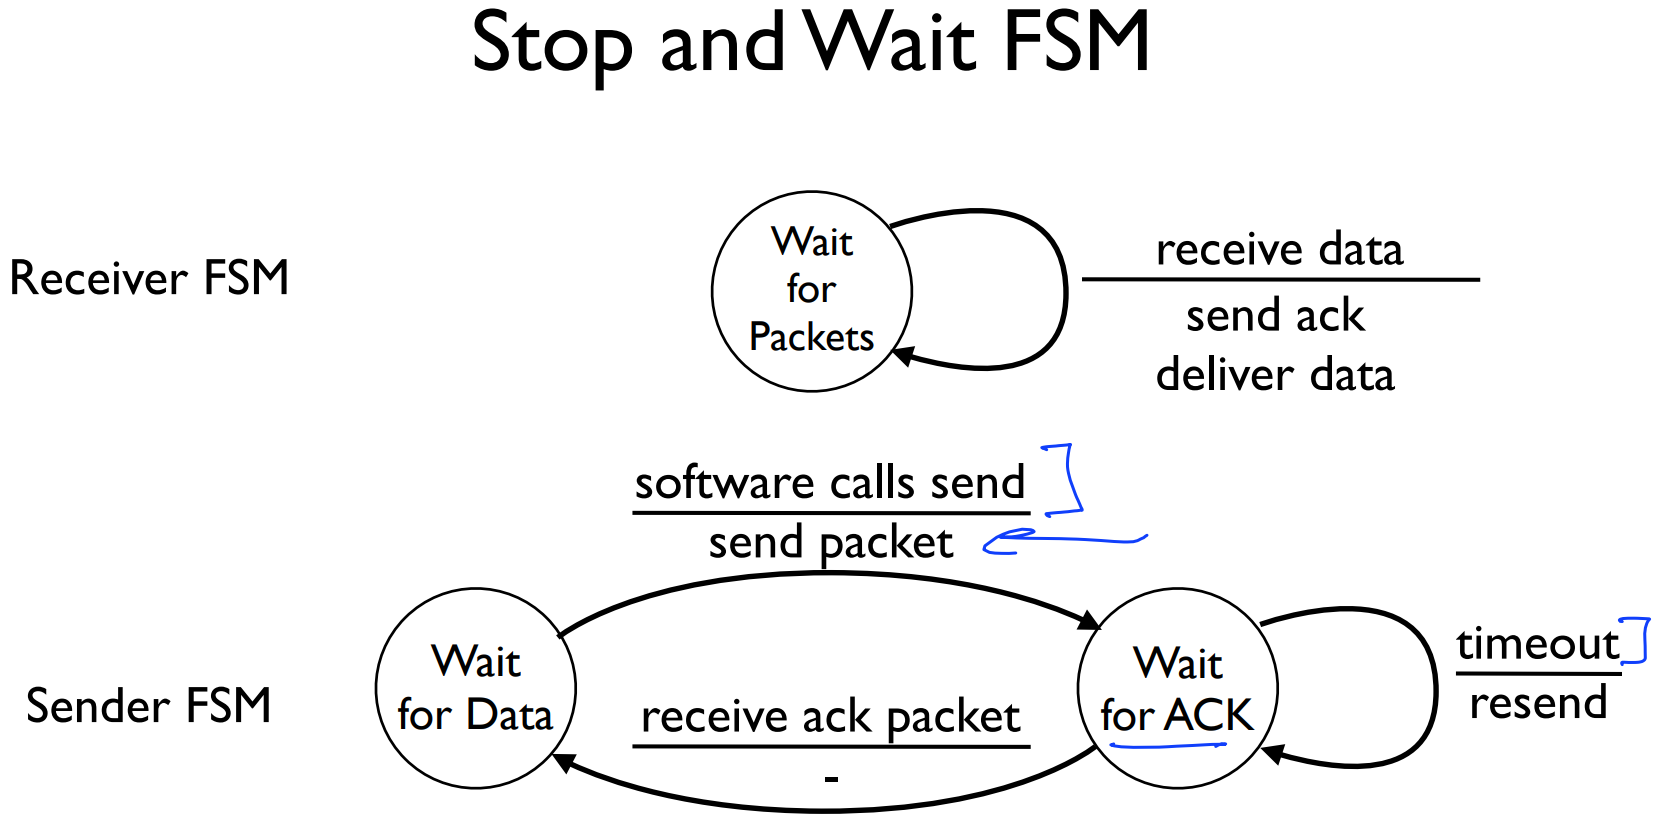 Stop and Wait FSM
Receiver FSM
Wait
for
Packets
receive data
send ack
deliver data
software calls send
send packet
Sender FSM
Wait
for Data
receive ack packet
-
Wait
for ACK
timeout
resend